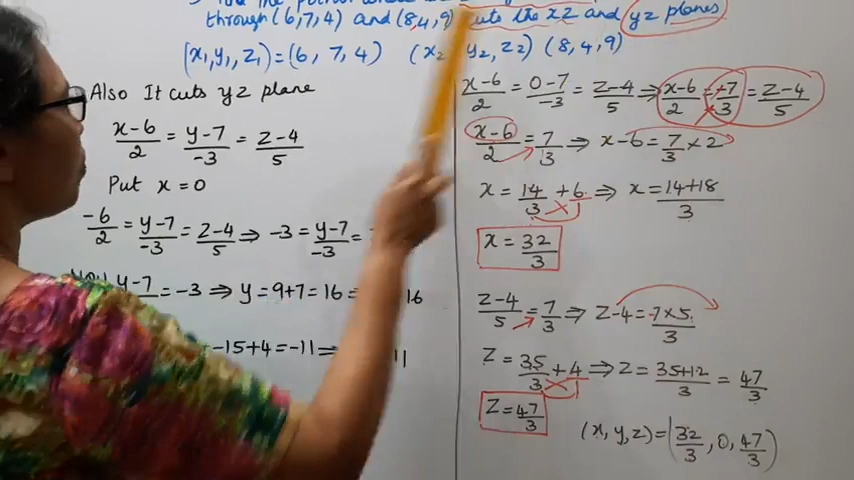 through (6,7,4) and (8,4,9) cuts the xz and yz planes
(x₁,y₁,z₁)=(6, 7, 4) (x₂ y₂, z₂) (8, 4, 9)
Also It cuts yz plane
x-6/2 = y-7/-3 = z-4/5
Put x = 0
-6/2 = y-7/-3 = z-4/5 ⇒ -3 = y-7/-3 =
y-7 = -3 ⇒ y = 9+7 = 16 16
-15+4 = -11 ⇒ 11
x-6/2 = 0-7/-3 = z-4/5 ⇒ x-6/2 = -7/-3 = z-4/5
x-6/2 = 7/3 ⇒ x-6 = 7/3 × 2
x = 14/3 + 6/1 ⇒ x = 14+18/3
x = 32/3
z-4/5 = 7/3 ⇒ z-4 = 7×5/3
z = 35/3 + 4 ⇒ z = 35+12/3 = 47/3
z = 47/3
(x, y, z) = (32/3, 0, 47/3)